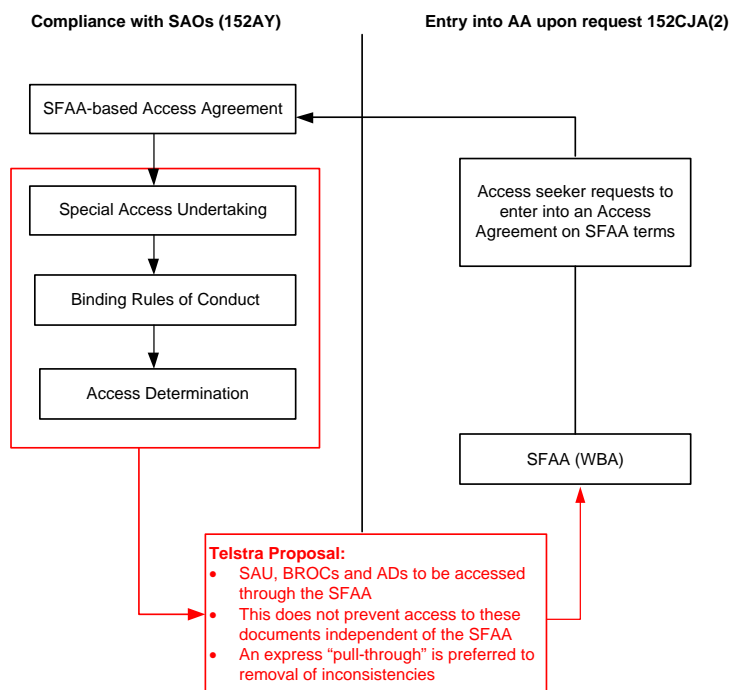 Compliance with SAOs (152AY)
Entry into AA upon request 152CJA(2)
SFAA-based Access Agreement
Special Access Undertaking
Binding Rules of Conduct
Access Determination
Access seeker requests to
enter into an Access
Agreement on SFAA terms
SFAA (WBA)
Telstra Proposal:
• SAU, BROCs and ADs to be accessed
through the SFAA
• This does not prevent access to these
documents independent of the SFAA
• An express “pull-through” is preferred to
removal of inconsistencies